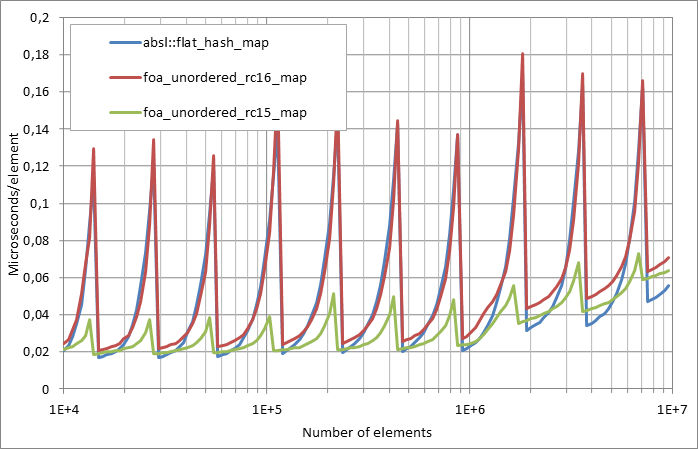 0,2
0,18
0,16
0,14
0,12
0,1
0,08
0,06
0,04
0,02
0
Microseconds/element
absl::flat_hash_map
foa_unordered_rc16_map
foa_unordered_rc15_map
1E+4 1E+5 1E+6 1E+7
Number of elements